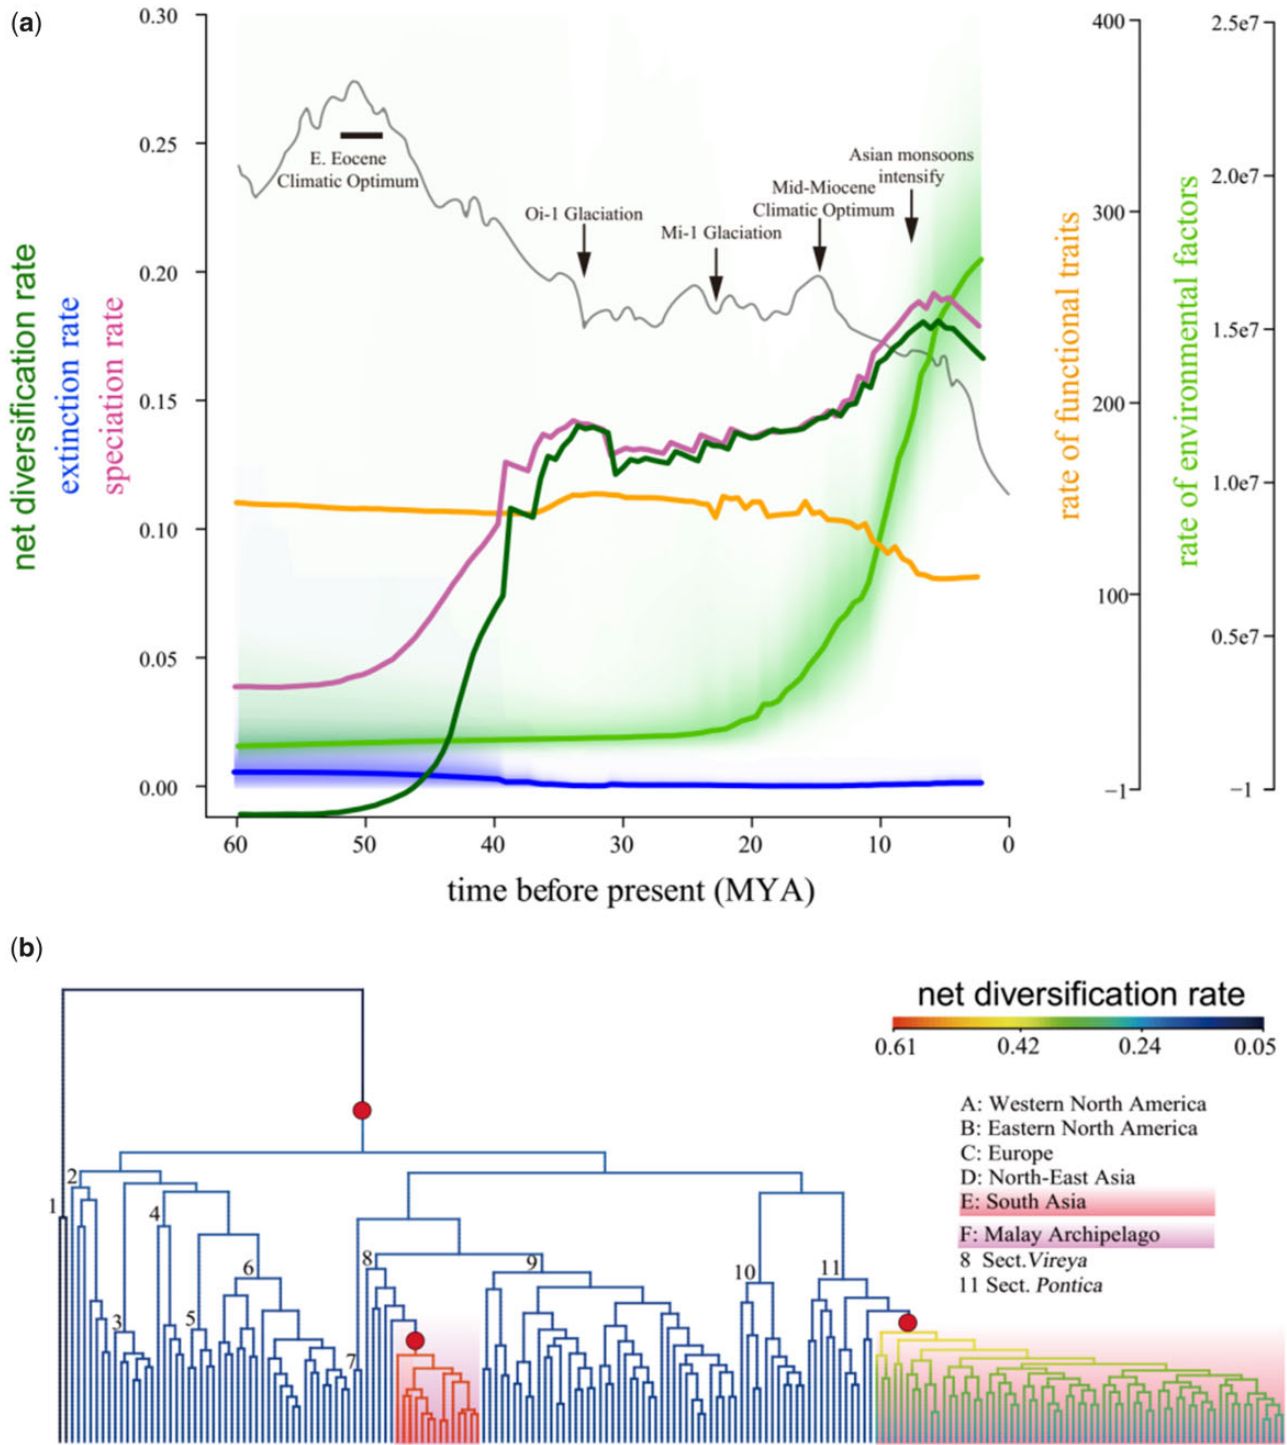 (a)
0.30
0.25
0.20
0.15
0.10
0.05
0.00
net diversification rate
extinction rate
speciation rate
E. Eocene
Climatic Optimum
Oi-1 Glaciation
Mi-1 Glaciation
Mid-Miocene
Climatic Optimum
Asian monsoons
intensify
400
300
200
100
−1
rate of functional traits
2.5e7
2.0e7
1.5e7
1.0e7
0.5e7
−1
rate of environmental factors
60
50
40
30
20
10
0
time before present (MYA)
(b)
net diversification rate
0.61 0.42 0.24 0.05
A: Western North America
B: Eastern North America
C: Europe
D: North-East Asia
E: South Asia
F: Malay Archipelago
8 Sect.Vireya
11 Sect. Pontica
1
2
3
4
5
6
7
8
9
10
11